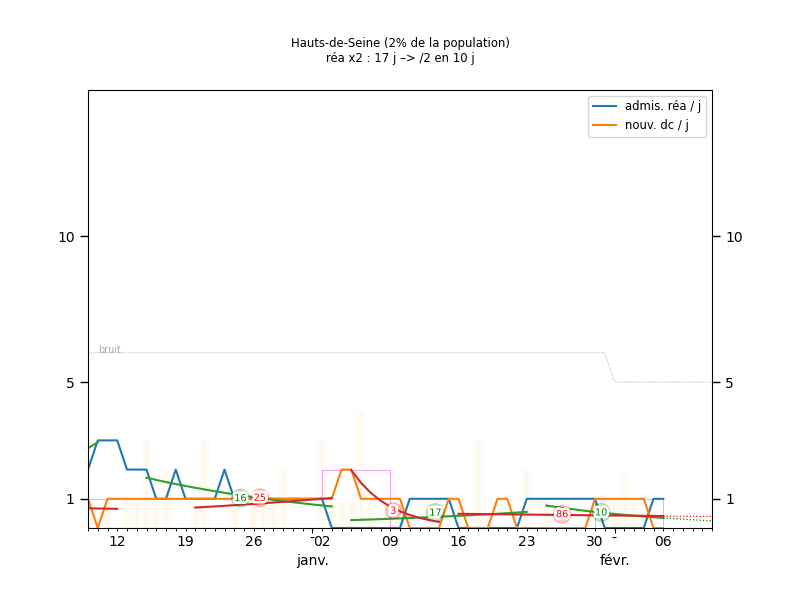 Hauts-de-Seine (2% de la population)
réa x2 : 17 j –> /2 en 10 j
admis. réa / j
nouv. dc / j
10 10
bruit
5 5
16 25 3 17 86 10
1 1
12 19 26 02 09 16 23 30 06
janv. févr.